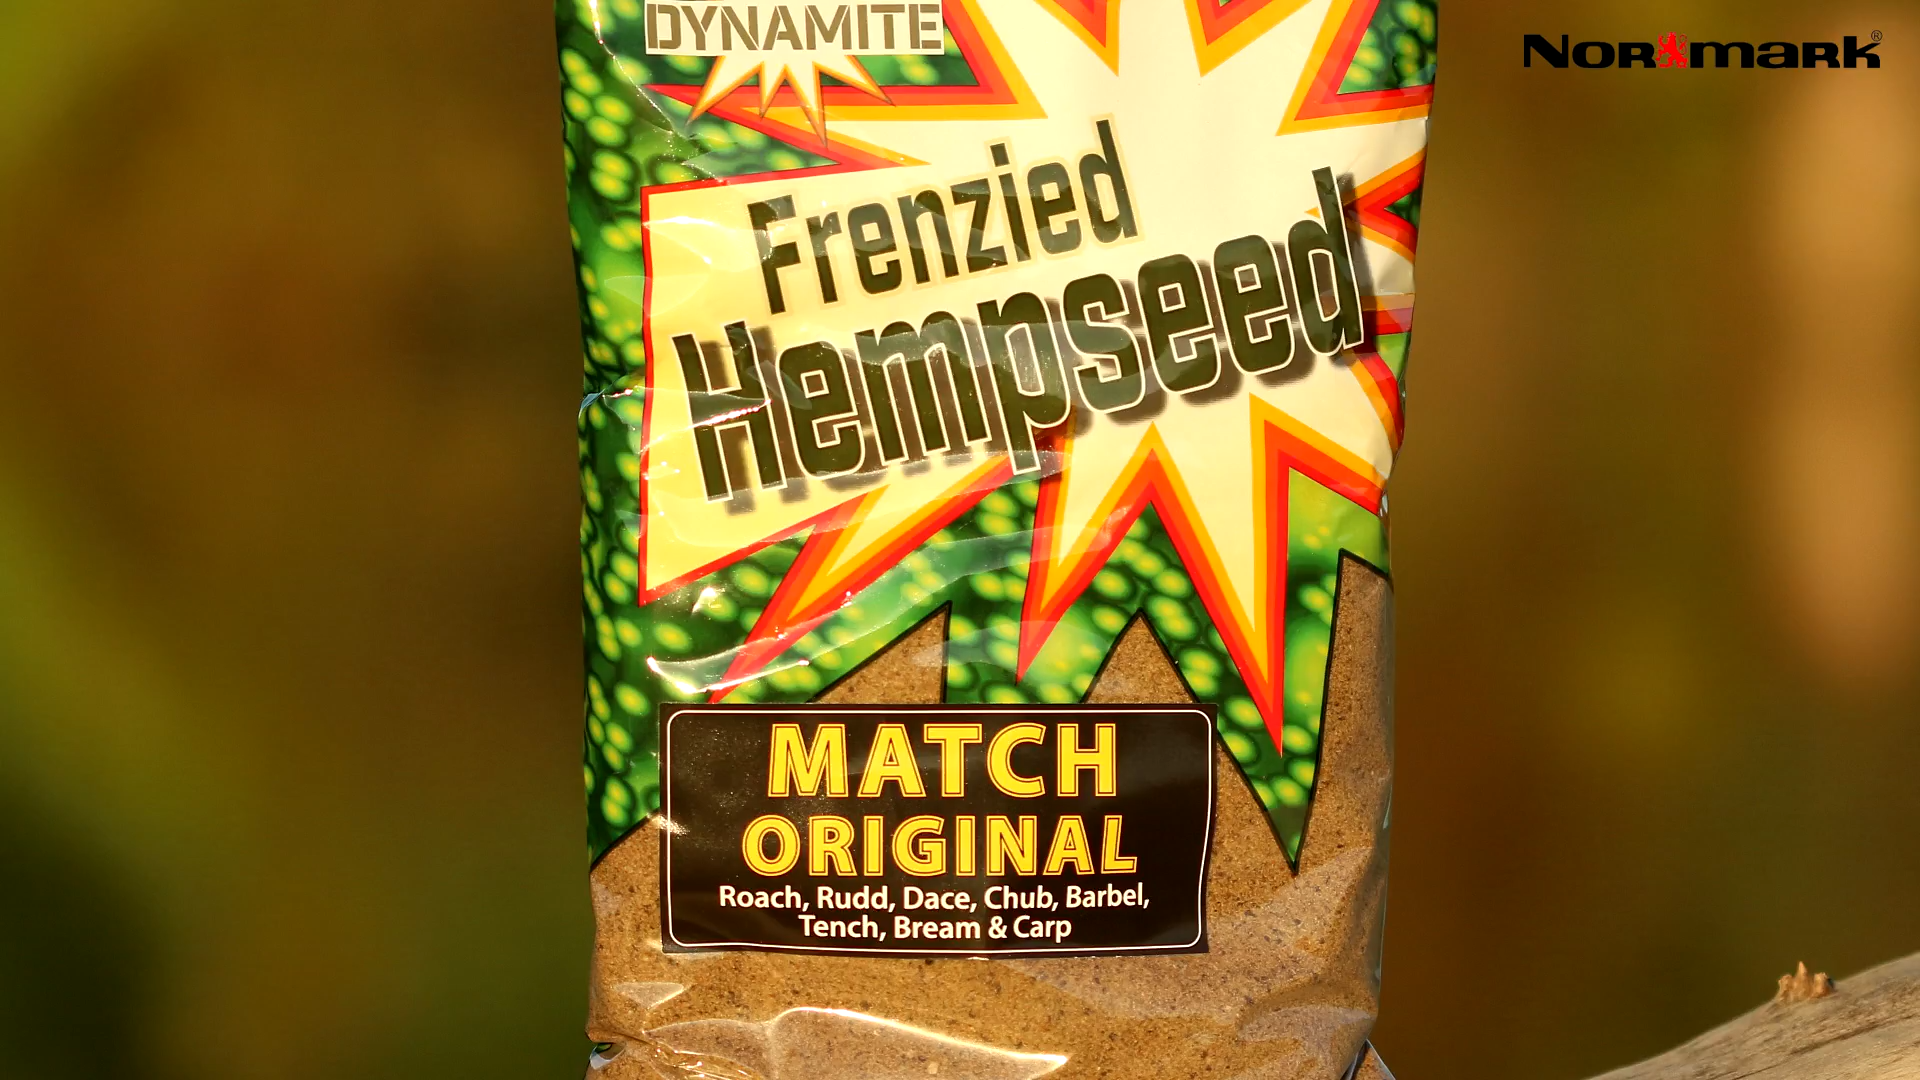 DYNAMITE
Normark®
Frenzied
Hempseed
MATCH
ORIGINAL
Roach, Rudd, Dace, Chub, Barbel,
Tench, Bream & Carp